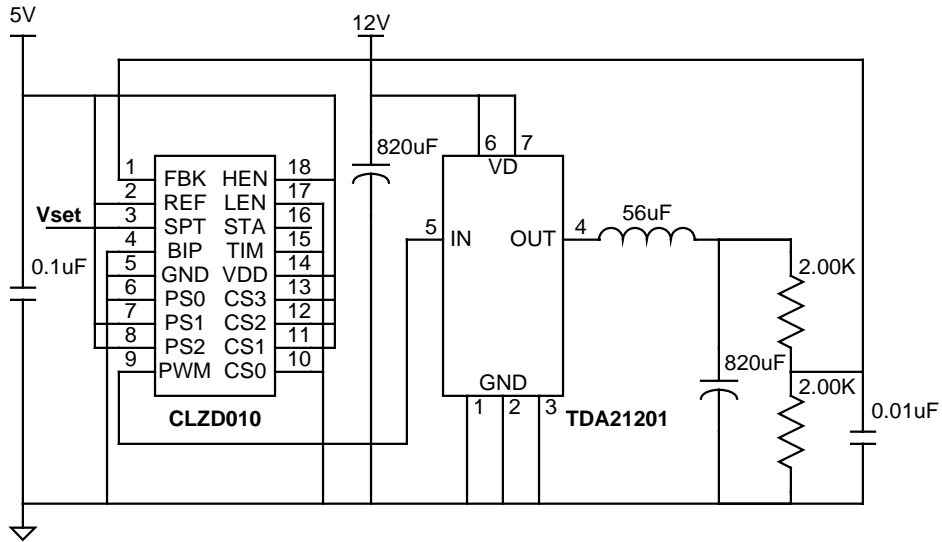 5V
12V
820uF
1
2
3
4
5
6
7
8
9
FBK
REF
SPT
BIP
GND
PS0
PS1
PS2
PWM
HEN
LEN
STA
TIM
VDD
CS3
CS2
CS1
CS0
18
17
16
15
14
13
12
11
10
Vset
0.1uF
CLZD010
6 7
VD
5
IN
OUT
4
GND
1 2 3
TDA21201
56uF
2.00K
820uF
2.00K
0.01uF